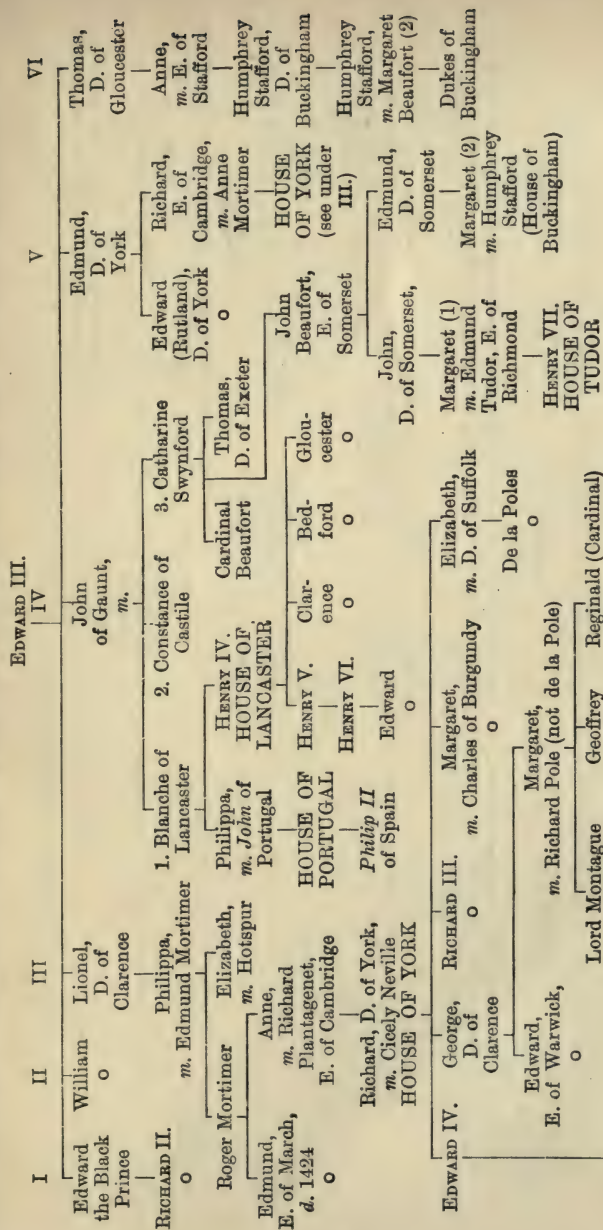 EDWARD III.
I
II
III
IV
V
VI
Edward
the Black
Prince
RICHARD II.
O
William
O
Lionel,
D. of
Clarence
Philippa,
m. Edmund Mortimer
Roger Mortimer
Elizabeth,
m. Hotspur
Edmund,
E. of March,
d. 1424
O
Anne,
m. Richard
Plantagenet,
E. of Cambridge
Richard, D. of York,
m. Cicely Neville
HOUSE OF YORK
John
of Gaunt,
m.
1. Blanche of
Lancaster
2. Constance of
Castile
3. Catharine
Swynford
Philippa,
m. John of
Portugal
HOUSE OF
PORTUGAL
Philip II
of Spain
HENRY IV.
HOUSE OF
LANCASTER
HENRY V.
HENRY VI.
Edward
O
Clar-
ence
O
Bed-
ford
O
Glou-
cester
O
Cardinal
Beaufort
Thomas,
D. of Exeter
John
Beaufort,
E. of
Somerset
John,
D. of Somerset,
Margaret (1)
m. Edmund
Tudor, E. of
Richmond
HENRY VII.
HOUSE OF
TUDOR
Edmund,
D. of
Somerset
Margaret (2)
m. Humphrey
Stafford
(House of
Buckingham)
Edmund,
D. of
York
Edward
(Rutland),
D. of York
O
Richard,
E. of
Cambridge,
m. Anne
Mortimer
HOUSE
OF YORK
(see under
III.)
Thomas,
D. of
Gloucester
Anne,
m. E. of
Stafford
Humphrey
Stafford,
D. of
Buckingham
Humphrey
Stafford,
m. Margaret
Beaufort (2)
Dukes of
Buckingham
EDWARD IV.
George,
D. of
Clarence
RICHARD III.
O
Margaret,
m. Charles of Burgundy
O
Elizabeth,
m. D. of Suffolk
De la Poles
O
Edward,
E. of Warwick,
O
Margaret,
m. Richard Pole (not de la Pole)
Lord Montague
Geoffrey
Reginald (Cardinal)